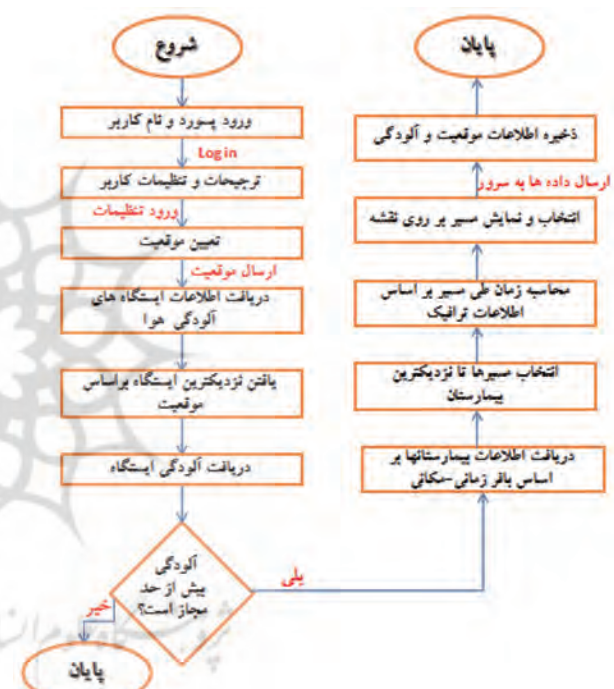 شروع
ورود پسورد و نام کاربر
Login
ترجیحات و تنظیمات کاربر
ورود تنظیمات
تعیین موقعیت
ارسال موقعیت
دریافت اطلاعات ایستگاه های
آلودگی هوا
یافتن نزدیکترین ایستگاه براساس
موقعیت
دریافت آلودگی ایستگاه
آلودگی
بیش از حد
مجاز است؟
خیر
پایان
بلی
دریافت اطلاعات بیمارستانها بر
اساس بافر زمانی-مکانی
انتخاب مسیرها تا نزدیکترین
بیمارستان
محاسبه زمان طی مسیر بر اساس
اطلاعات ترافیک
انتخاب و نمایش مسیر بر روی نقشه
ارسال داده ها به سرور
ذخیره اطلاعات موقعیت و آلودگی
پایان